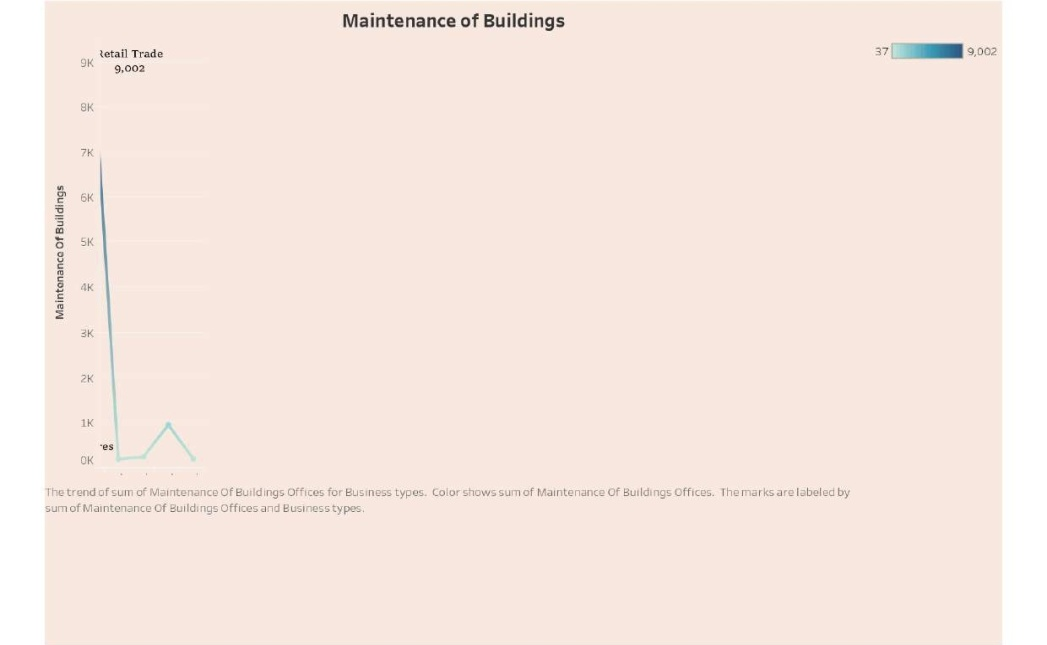 Maintenance of Buildings
Trade
9,002
37
9,002
9K
8K
7K
6K
5K
4K
3K
2K
1K
0K
Maintenance Of Buildings
The trend of sum of Maintenance Of Buildings Offices for Business types. Color shows sum of Maintenance Of Buildings Offices. The marks are labeled by
sum of Maintenance Of Buildings Offices and Business types.